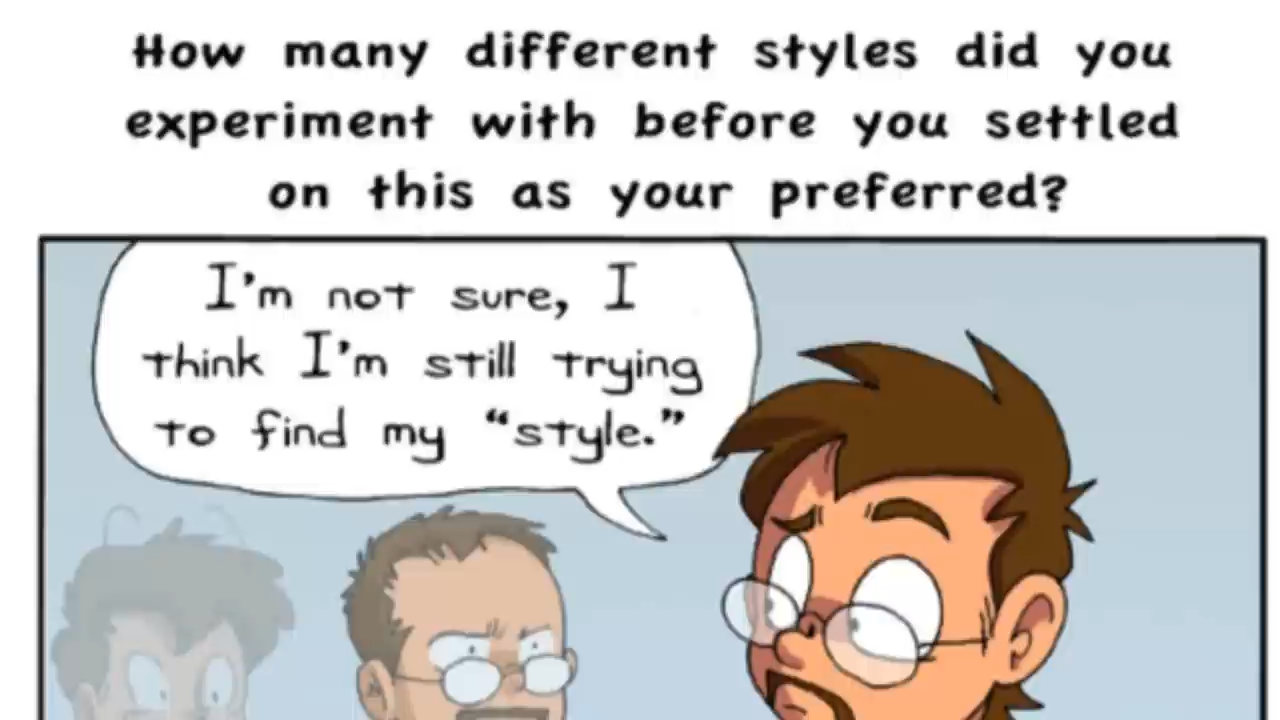 How many different styles did you
experiment with before you settled
on this as your preferred?
I'm not sure, I
think I'm still trying
to find my “style.”